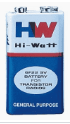 HW
Hi-Watt
6F22 9V
BATTERY
FOR
TRANSISTOR
GENERAL PURPOSE